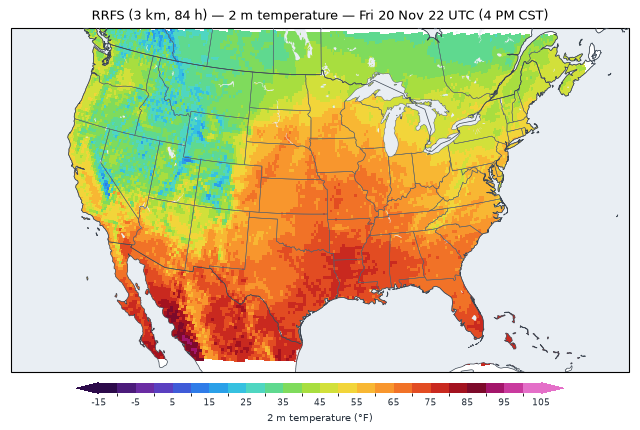 RRFS (3 km, 84 h) — 2 m temperature — Fri 20 Nov 22 UTC (4 PM CST)
-15 -5 5 15 25 35 45 55 65 75 85 95 105
2 m temperature (°F)